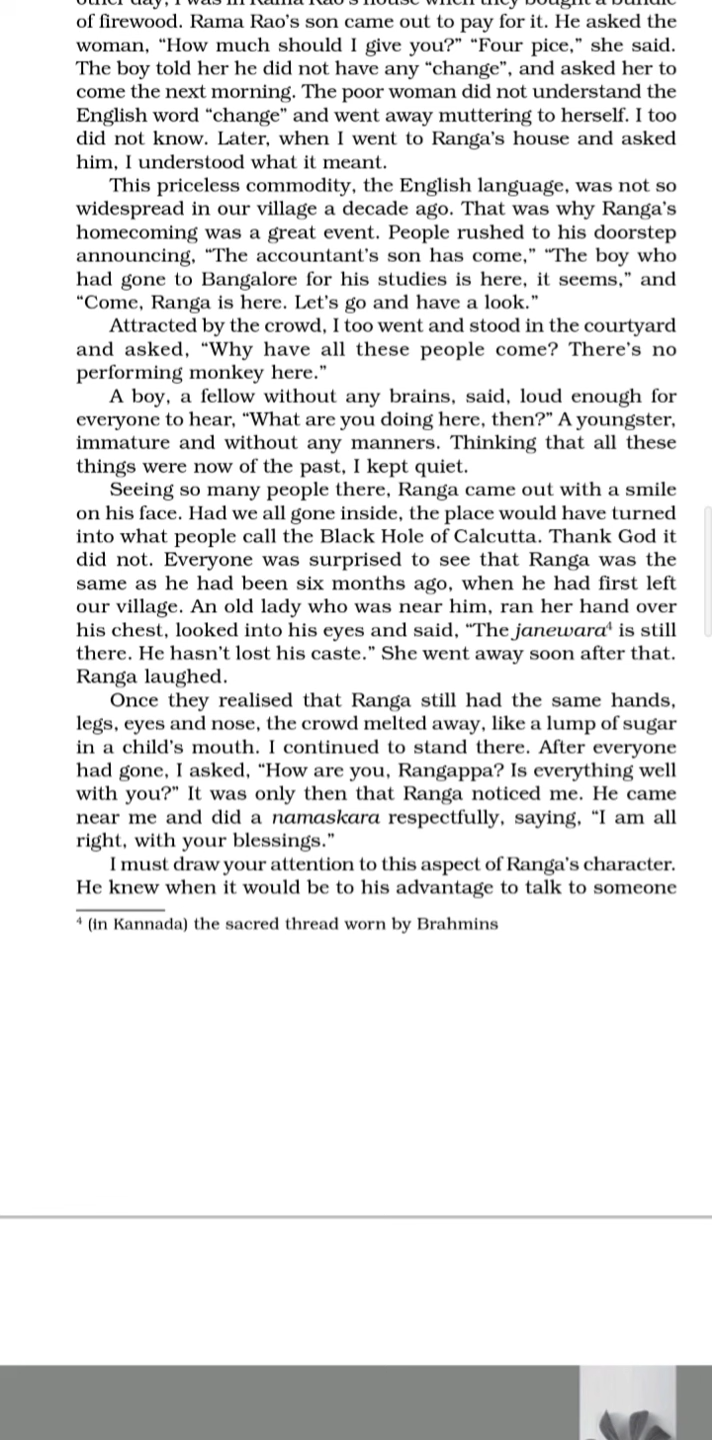 other day, I was in Rama Rao's house when they bought a bundle
of firewood. Rama Rao's son came out to pay for it. He asked the
woman, “How much should I give you?” “Four pice,” she said.
The boy told her he did not have any “change”, and asked her to
come the next morning. The poor woman did not understand the
English word “change” and went away muttering to herself. I too
did not know. Later, when I went to Ranga's house and asked
him, I understood what it meant.
This priceless commodity, the English language, was not so
widespread in our village a decade ago. That was why Ranga's
homecoming was a great event. People rushed to his doorstep
announcing, “The accountant's son has come,” “The boy who
had gone to Bangalore for his studies is here, it seems,” and
“Come, Ranga is here. Let's go and have a look.”
Attracted by the crowd, I too went and stood in the courtyard
and asked, “Why have all these people come? There's no
performing monkey here.”
A boy, a fellow without any brains, said, loud enough for
everyone to hear, “What are you doing here, then?” A youngster,
immature and without any manners. Thinking that all these
things were now of the past, I kept quiet.
Seeing so many people there, Ranga came out with a smile
on his face. Had we all gone inside, the place would have turned
into what people call the Black Hole of Calcutta. Thank God it
did not. Everyone was surprised to see that Ranga was the
same as he had been six months ago, when he had first left
our village. An old lady who was near him, ran her hand over
his chest, looked into his eyes and said, “The janewara⁴ is still
there. He hasn't lost his caste.” She went away soon after that.
Ranga laughed.
Once they realised that Ranga still had the same hands,
legs, eyes and nose, the crowd melted away, like a lump of sugar
in a child's mouth. I continued to stand there. After everyone
had gone, I asked, “How are you, Rangappa? Is everything well
with you?” It was only then that Ranga noticed me. He came
near me and did a namaskara respectfully, saying, “I am all
right, with your blessings.”
I must draw your attention to this aspect of Ranga's character.
He knew when it would be to his advantage to talk to someone
⁴ (in Kannada) the sacred thread worn by Brahmins